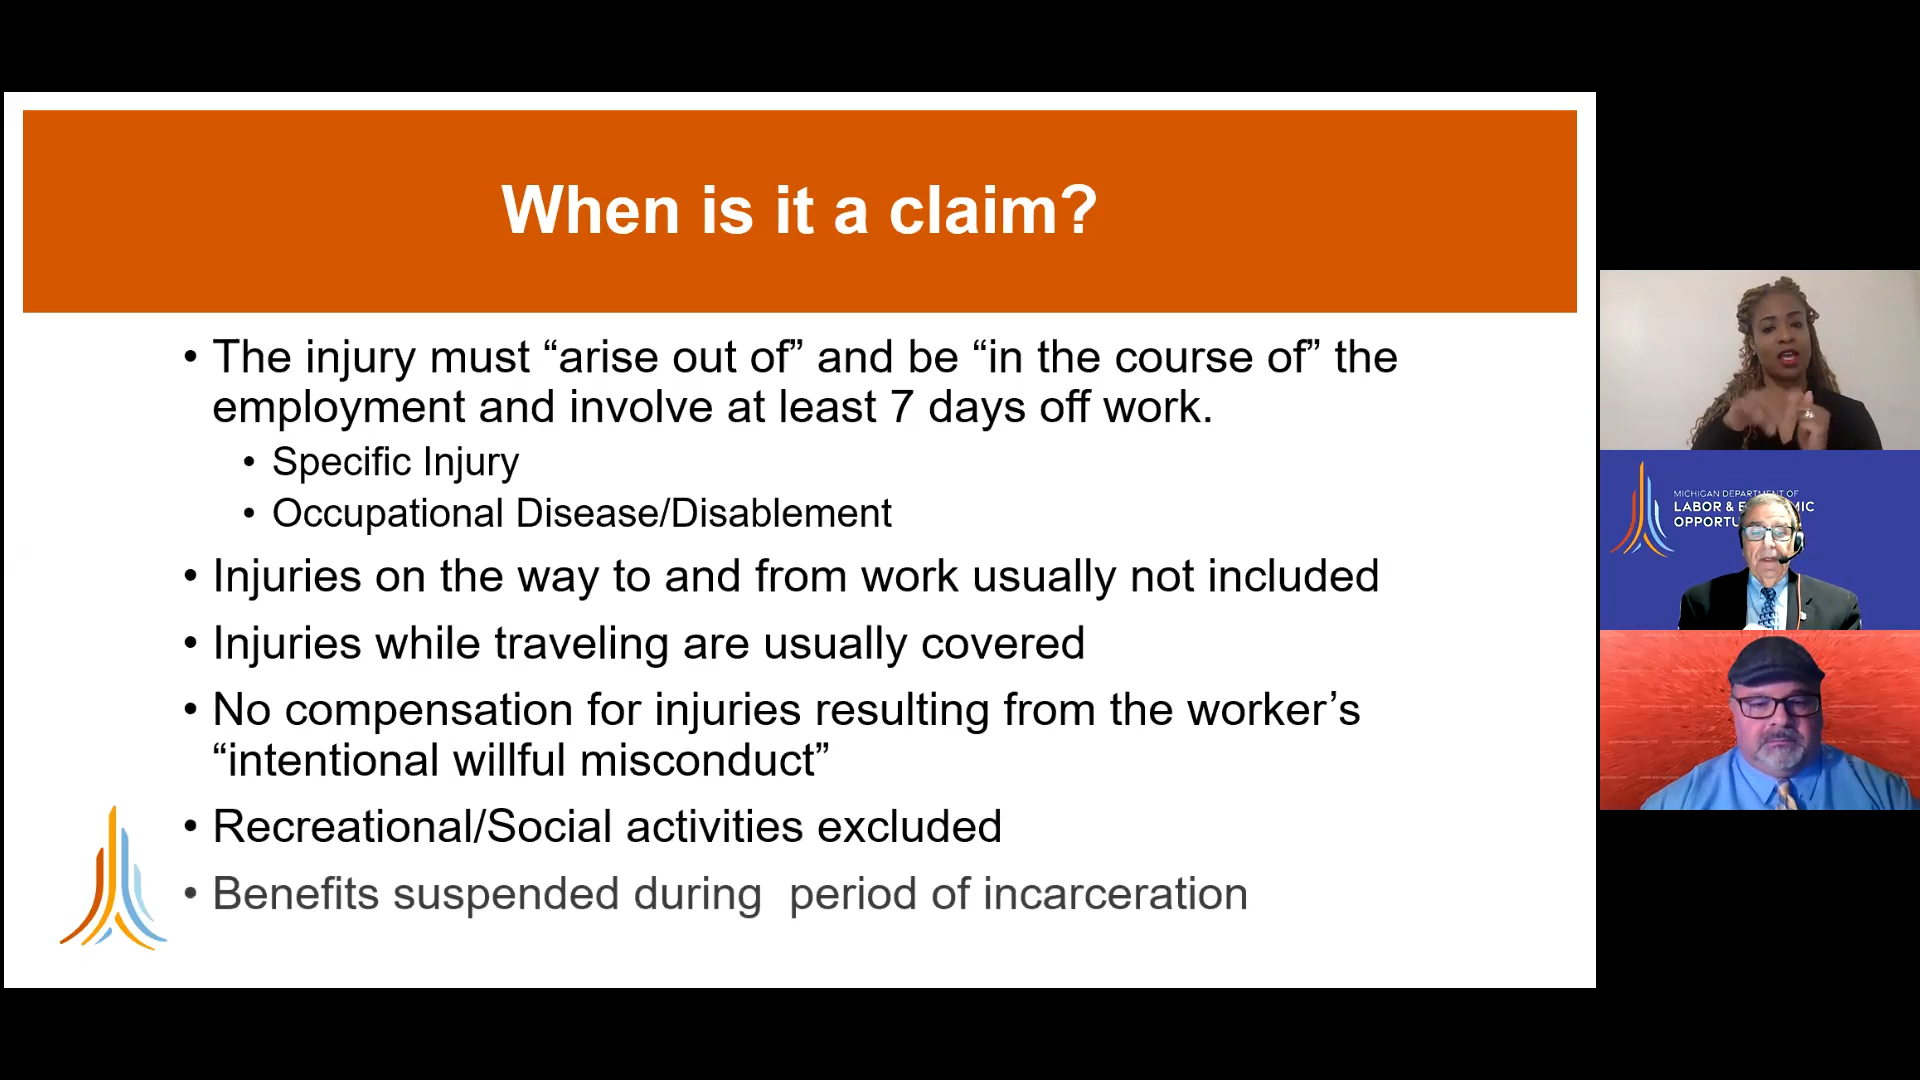 When is it a claim?
• The injury must “arise out of” and be “in the course of” the
employment and involve at least 7 days off work.
• Specific Injury
• Occupational Disease/Disablement
• Injuries on the way to and from work usually not included
• Injuries while traveling are usually covered
• No compensation for injuries resulting from the worker’s
“intentional willful misconduct”
• Recreational/Social activities excluded
• Benefits suspended during  period of incarceration
MICHIGAN DEPARTMENT OF
LABOR &